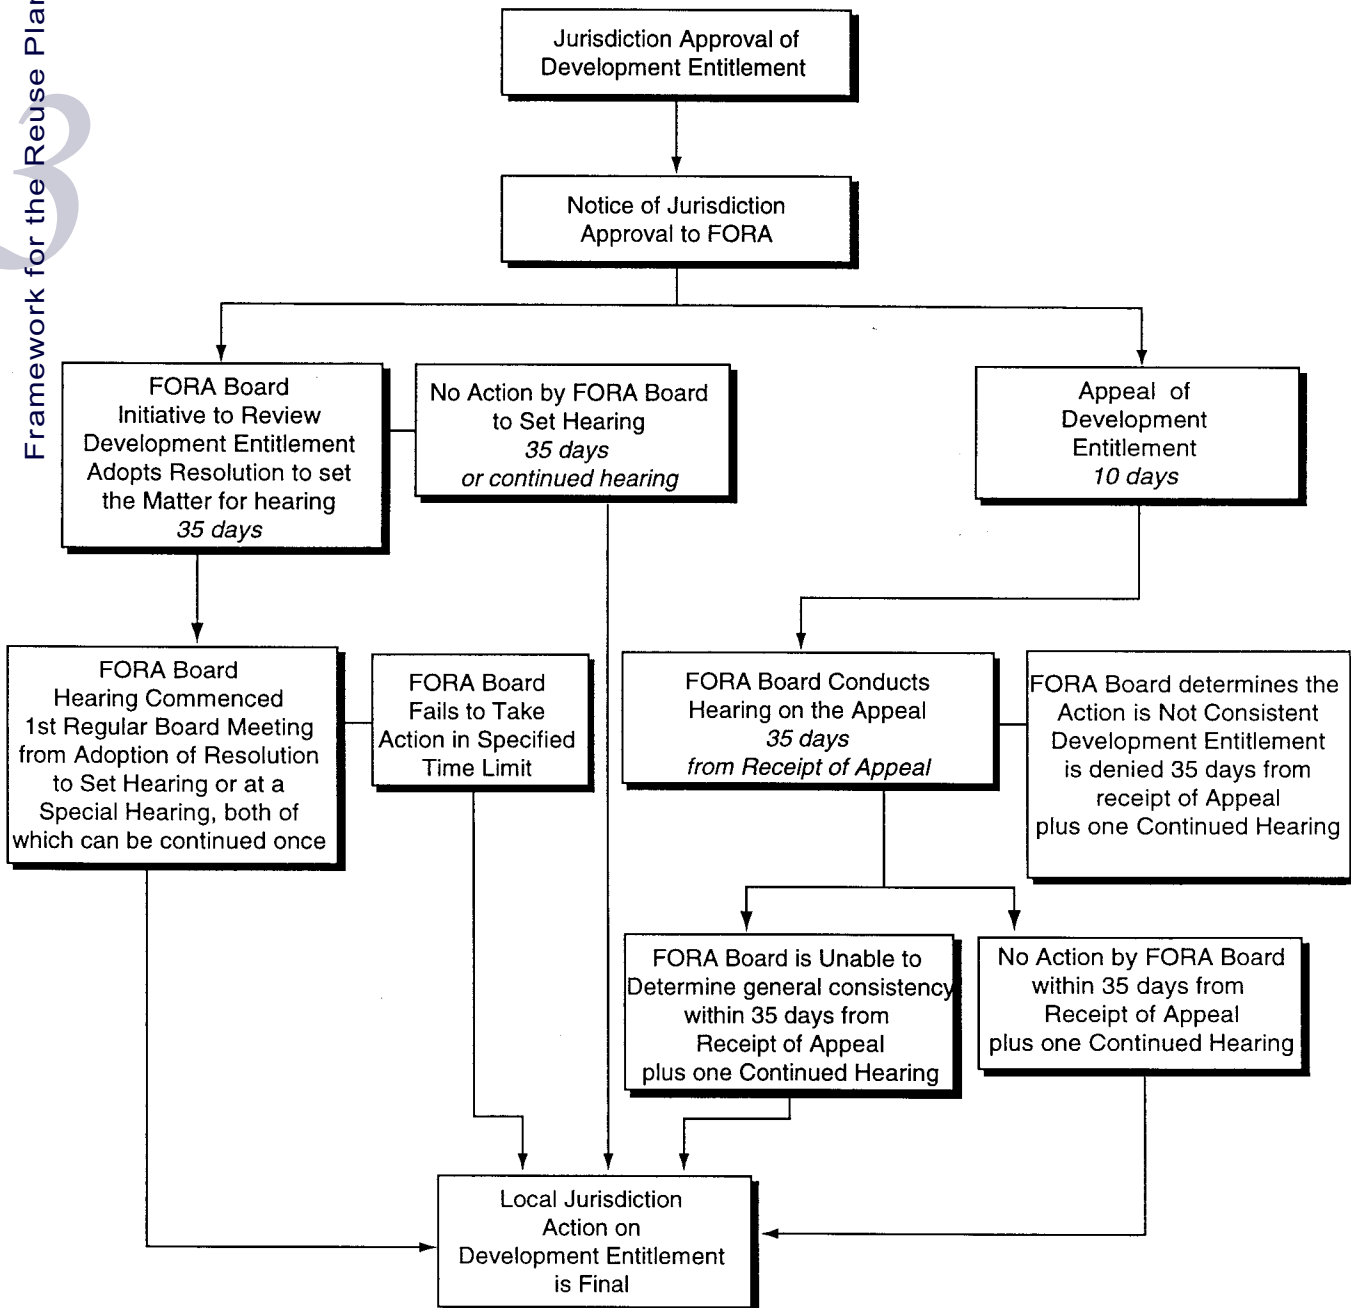 Framework for the Reuse Plan
3
Jurisdiction Approval of
Development Entitlement
Notice of Jurisdiction
Approval to FORA
FORA Board
Initiative to Review
Development Entitlement
Adopts Resolution to set
the Matter for hearing
35 days
No Action by FORA Board
to Set Hearing
35 days
or continued hearing
Appeal of
Development
Entitlement
10 days
FORA Board
Hearing Commenced
1st Regular Board Meeting
from Adoption of Resolution
to Set Hearing or at a
Special Hearing, both of
which can be continued once
FORA Board
Fails to Take
Action in Specified
Time Limit
FORA Board Conducts
Hearing on the Appeal
35 days
from Receipt of Appeal
FORA Board determines the
Action is Not Consistent
Development Entitlement
is denied 35 days from
receipt of Appeal
plus one Continued Hearing
FORA Board is Unable to
Determine general consistency
within 35 days from
Receipt of Appeal
plus one Continued Hearing
No Action by FORA Board
within 35 days from
Receipt of Appeal
plus one Continued Hearing
Local Jurisdiction
Action on
Development Entitlement
is Final